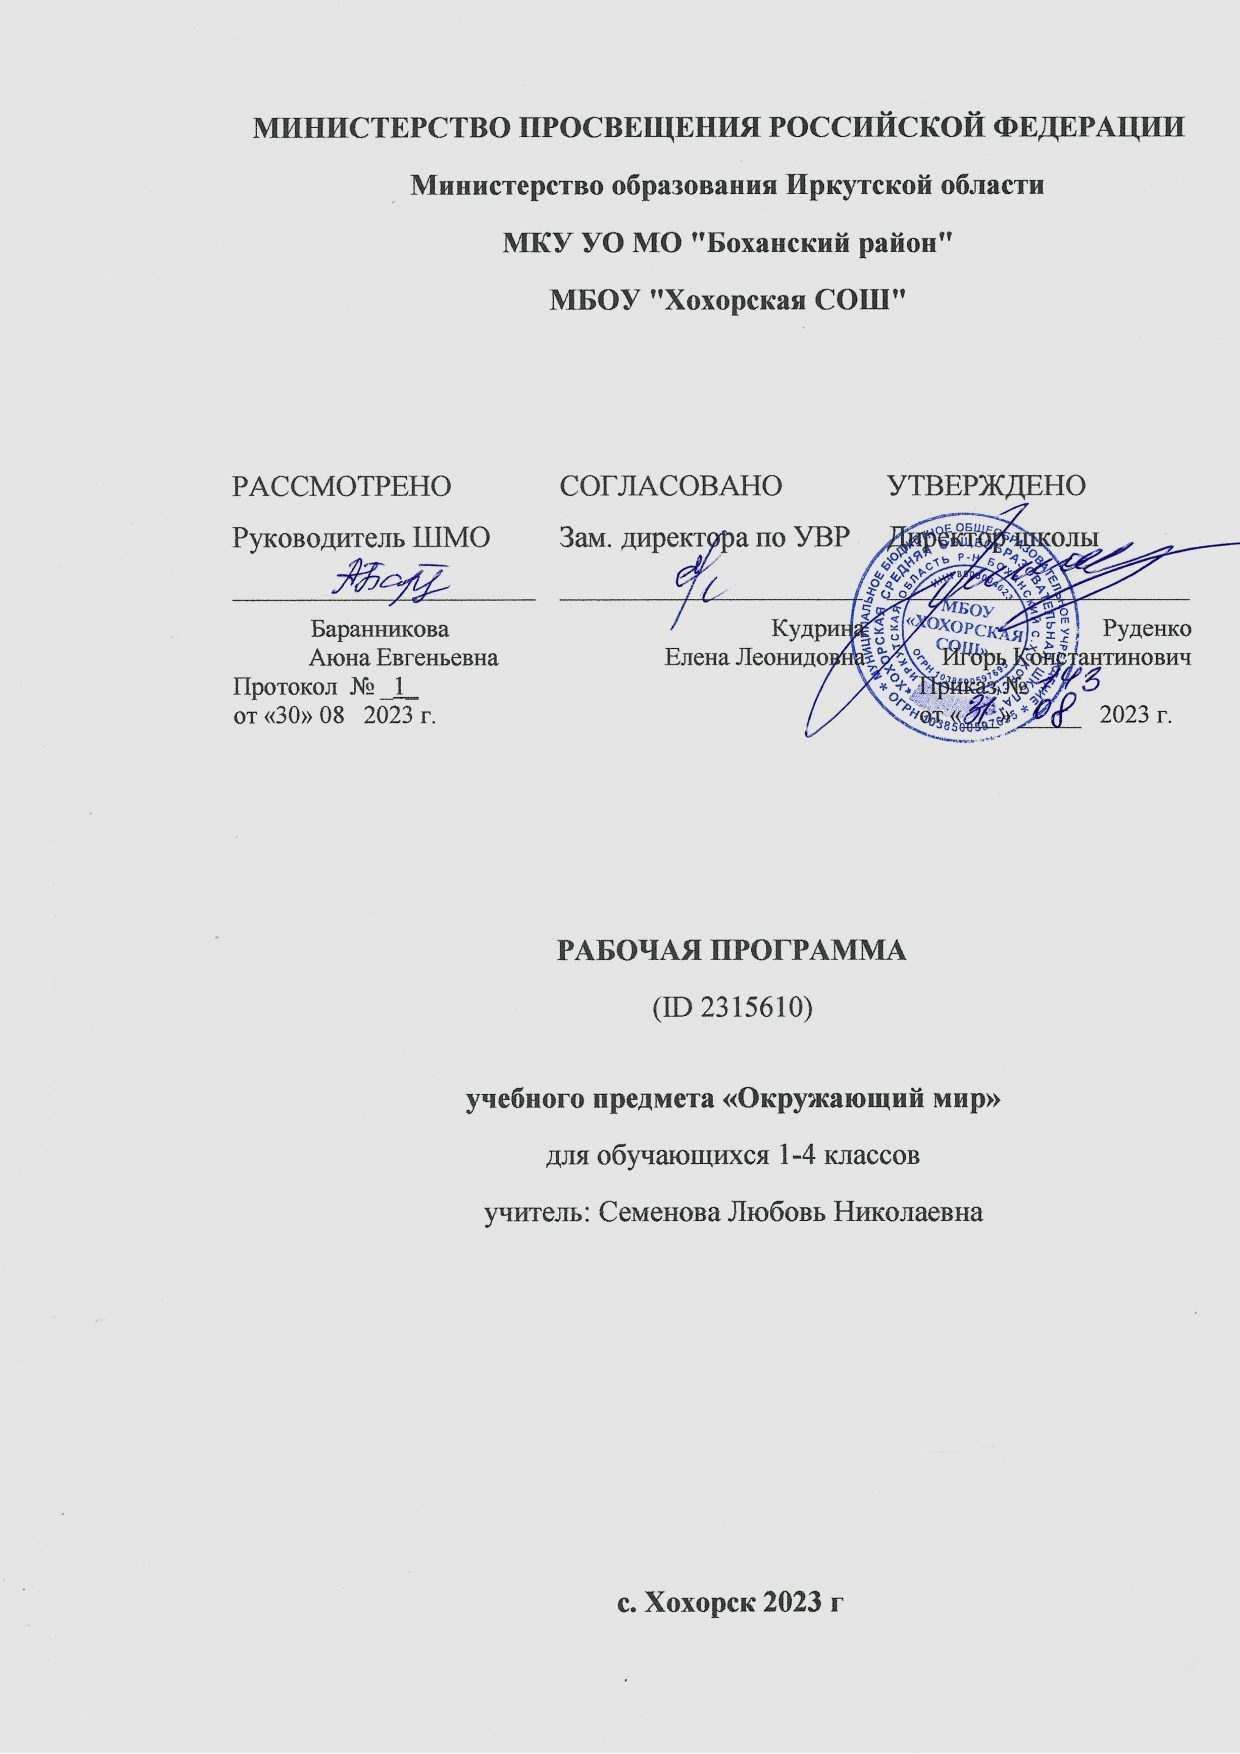 МИНИСТЕРСТВО ПРОСВЕЩЕНИЯ РОССИЙСКОЙ ФЕДЕРАЦИИ
Министерство образования Иркутской области
МКУ УО МО "Боханский район"
МБОУ "Хохорская СОШ"
РАССМОТРЕНО
Руководитель ШМО
Баранникова
Аюна Евгеньевна
Протокол № 1
от «30» 08 2023 г.
СОГЛАСОВАНО
Зам. директора по УВР
Кудрина
Елена Леонидовна
УТВЕРЖДЕНО
Директор школы
Руденко
Игорь Константинович
Приказ №
от «31» 08 2023 г.
МБОУ
«ХОХОРСКАЯ
СОШ»
РАБОЧАЯ ПРОГРАММА
(ID 2315610)
учебного предмета «Окружающий мир»
для обучающихся 1-4 классов
учитель: Семенова Любовь Николаевна
с. Хохорск 2023 г